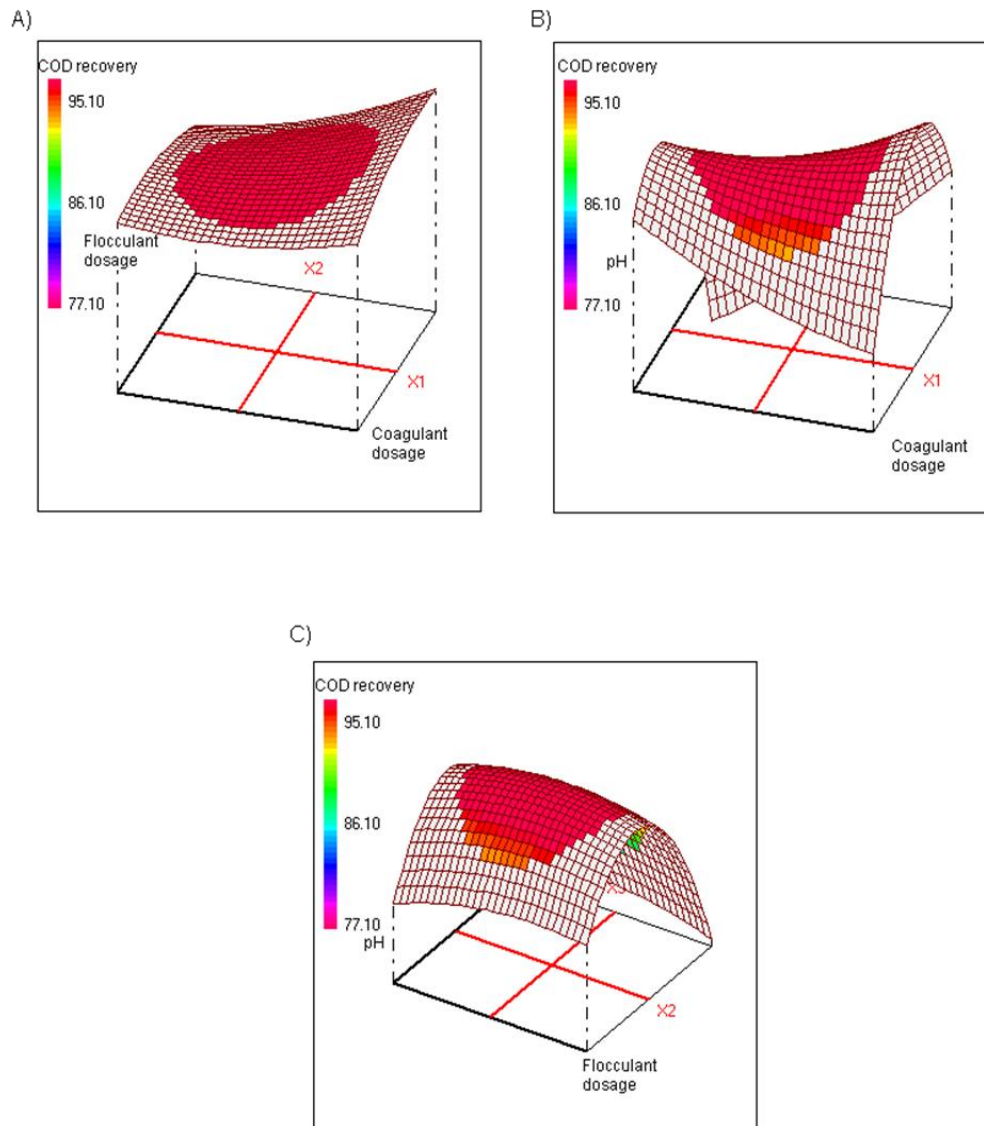 A)
COD recovery
95.10
86.10
77.10
Flocculant
dosage
X2
X1
Coagulant
dosage
B)
COD recovery
95.10
86.10
pH
77.10
X1
Coagulant
dosage
C)
COD recovery
95.10
86.10
77.10
pH
X2
Flocculant
dosage